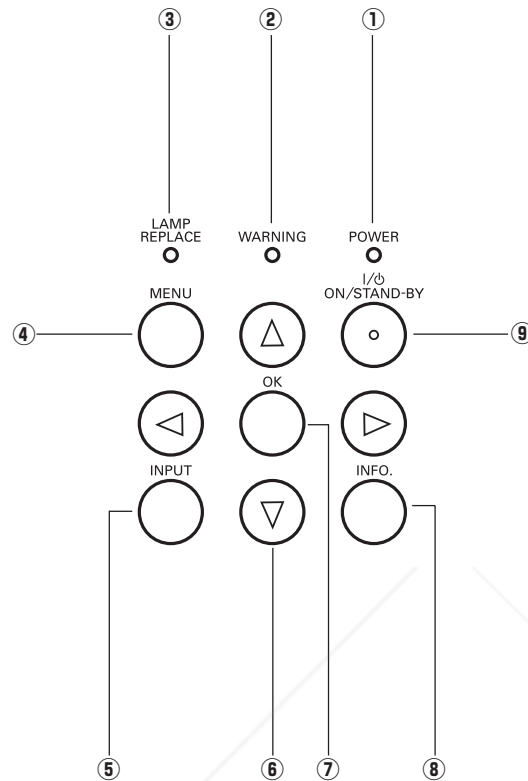 ③ ② ①
LAMP
REPLACE WARNING POWER
I/⏻
MENU ON/STAND-BY
④ ⑨
OK
INPUT INFO.
⑤ ⑥ ⑦ ⑧